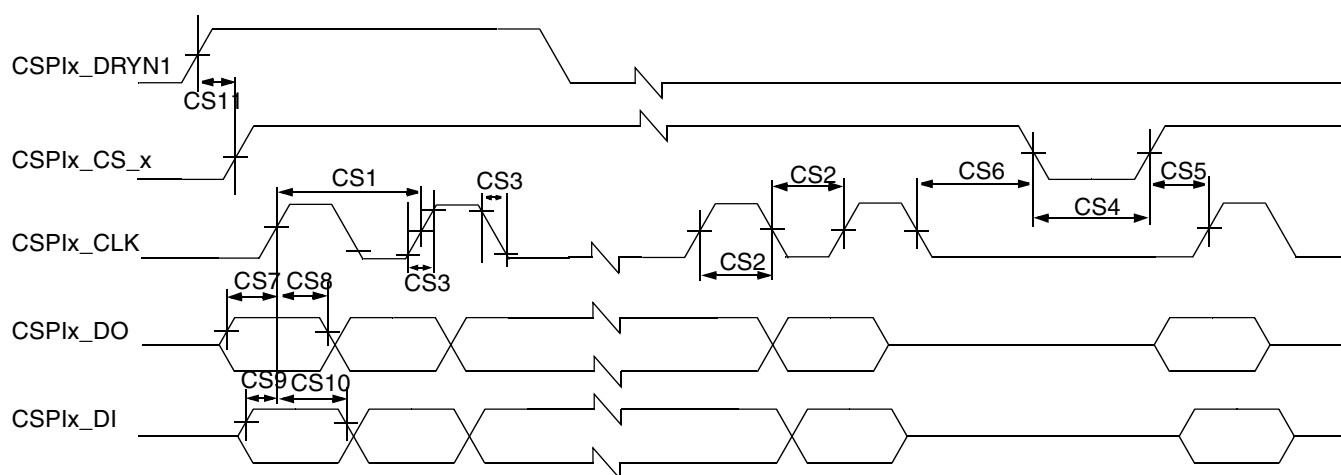 CSPIx_DRYN1
CS11
CSPIx_CS_x
CS1
CS3
CS2
CS6
CS5
CS4
CSPIx_CLK
CS2
CS3
CS7
CS8
CSPIx_DO
CS9
CS10
CSPIx_DI